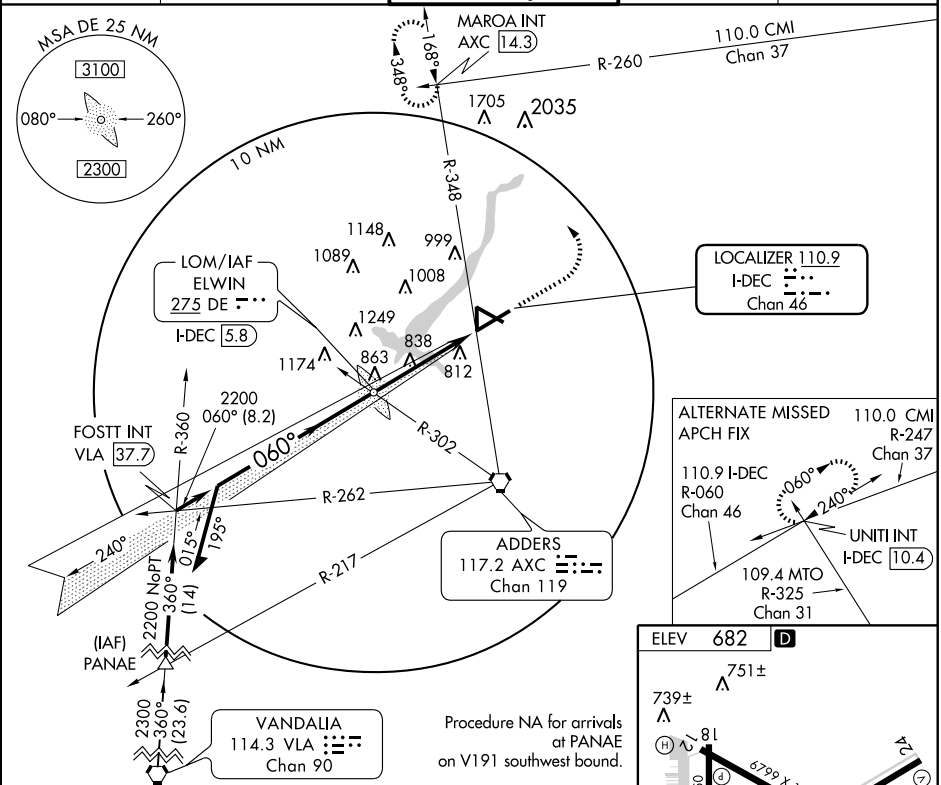 MSA DE 25 NM
3100
080°
260°
2300
MAROA INT
AXC 14.3
168°
348°
R-260
110.0 CMI
Chan 37
1705
2035
10 NM
R-348
1148
1089
999
1008
1249
1174
863
838
812
LOM/IAF
ELWIN
275 DE
I-DEC 5.8
LOCALIZER 110.9
I-DEC
Chan 46
2200
060° (8.2)
R-360
FOSTT INT
VLA 37.7
060°
R-302
R-262
240°
015°
195°
R-217
ADDERS
117.2 AXC
Chan 119
2200 NoPT
360°
(14)
(IAF)
PANAE
2300
360°
(23.6)
VANDALIA
114.3 VLA
Chan 90
Procedure NA for arrivals
at PANAE
on V191 southwest bound.
ALTERNATE MISSED
APCH FIX
110.0 CMI
R-247
Chan 37
110.9 I-DEC
R-060
Chan 46
060°
240°
UNITI INT
I-DEC 10.4
109.4 MTO
R-325
Chan 31
ELEV 682 D
751±
739±
H
12
18
P
6799 X
24